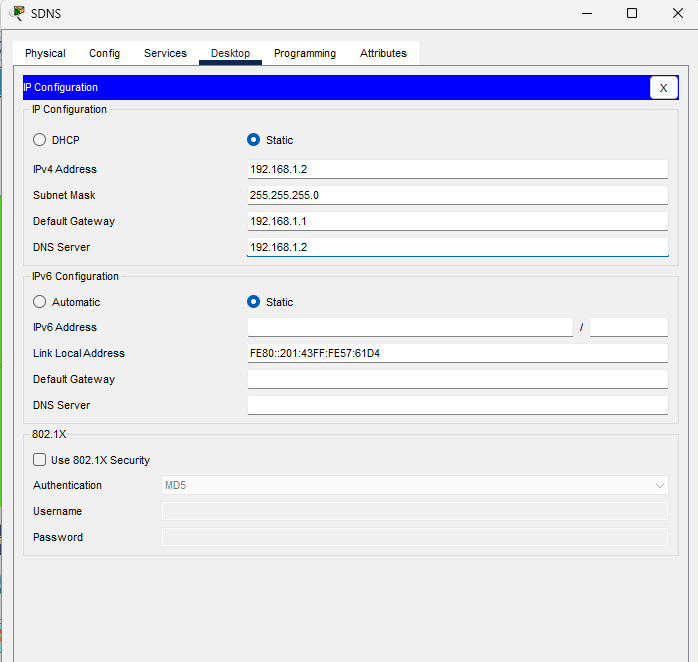 SDNS
Physical Config Services Desktop Programming Attributes
IP Configuration X
IP Configuration
DHCP Static
IPv4 Address 192.168.1.2
Subnet Mask 255.255.255.0
Default Gateway 192.168.1.1
DNS Server 192.168.1.2
IPv6 Configuration
Automatic Static
IPv6 Address /
Link Local Address FE80::201:43FF:FE57:61D4
Default Gateway
DNS Server
802.1X
Use 802.1X Security
Authentication MD5
Username
Password